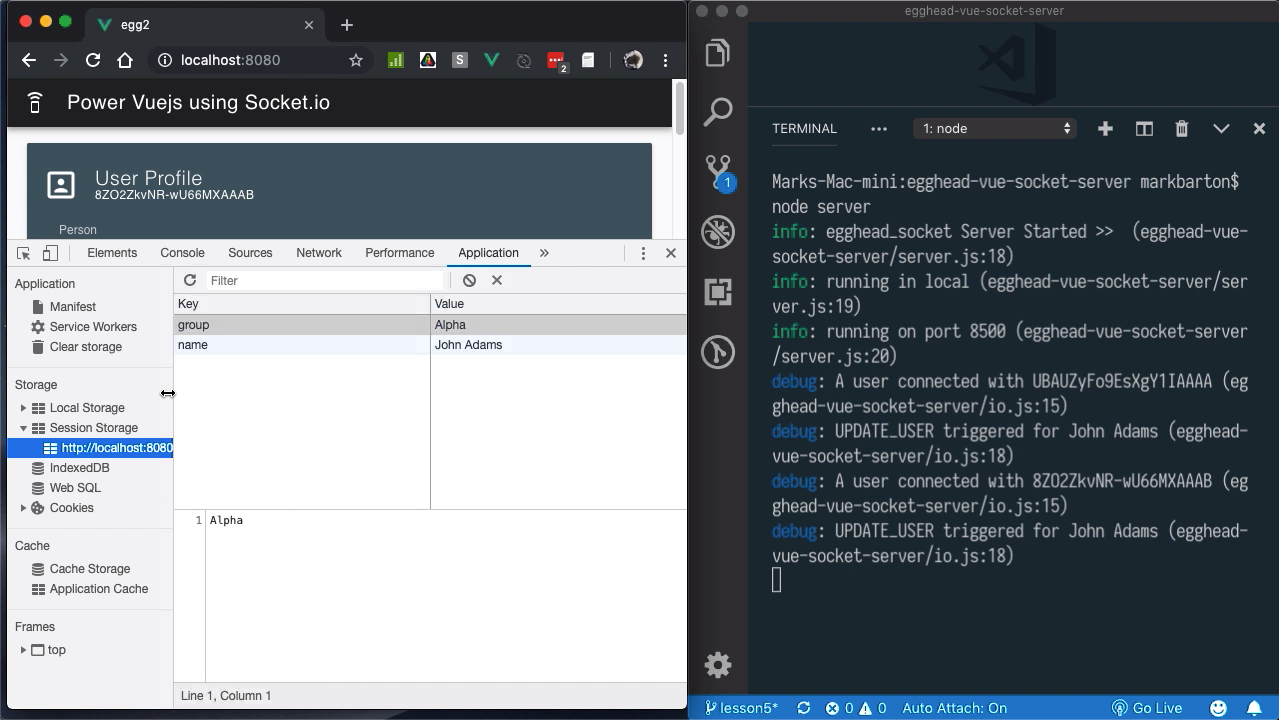 egg2
localhost:8080
S
2
Power Vuejs using Socket.io
User Profile
8ZO2ZkvNR-wU66MXAAAB
Person
Elements Console Sources Network Performance Application
Application
Manifest
Service Workers
Clear storage
Storage
Local Storage
Session Storage
http://localhost:8080
IndexedDB
Web SQL
Cookies
Cache
Cache Storage
Application Cache
Frames
top
Filter
Key Value
group Alpha
name John Adams
1 Alpha
Line 1, Column 1
egghead-vue-socket-server
1
TERMINAL
1: node
Marks-Mac-mini:egghead-vue-socket-server markbarton$
node server
info: egghead_socket Server Started >> (egghead-vue-
socket-server/server.js:18)
info: running in local (egghead-vue-socket-server/ser
ver.js:19)
info: running on port 8500 (egghead-vue-socket-server
/server.js:20)
debug: A user connected with UBAUZyFo9EsXgY1IAAAA (eg
ghead-vue-socket-server/io.js:15)
debug: UPDATE_USER triggered for John Adams (egghead-
vue-socket-server/io.js:18)
debug: A user connected with 8ZO2ZkvNR-wU66MXAAAB (eg
ghead-vue-socket-server/io.js:15)
debug: UPDATE_USER triggered for John Adams (egghead-
vue-socket-server/io.js:18)
lesson5* 0 0 Auto Attach: On Go Live